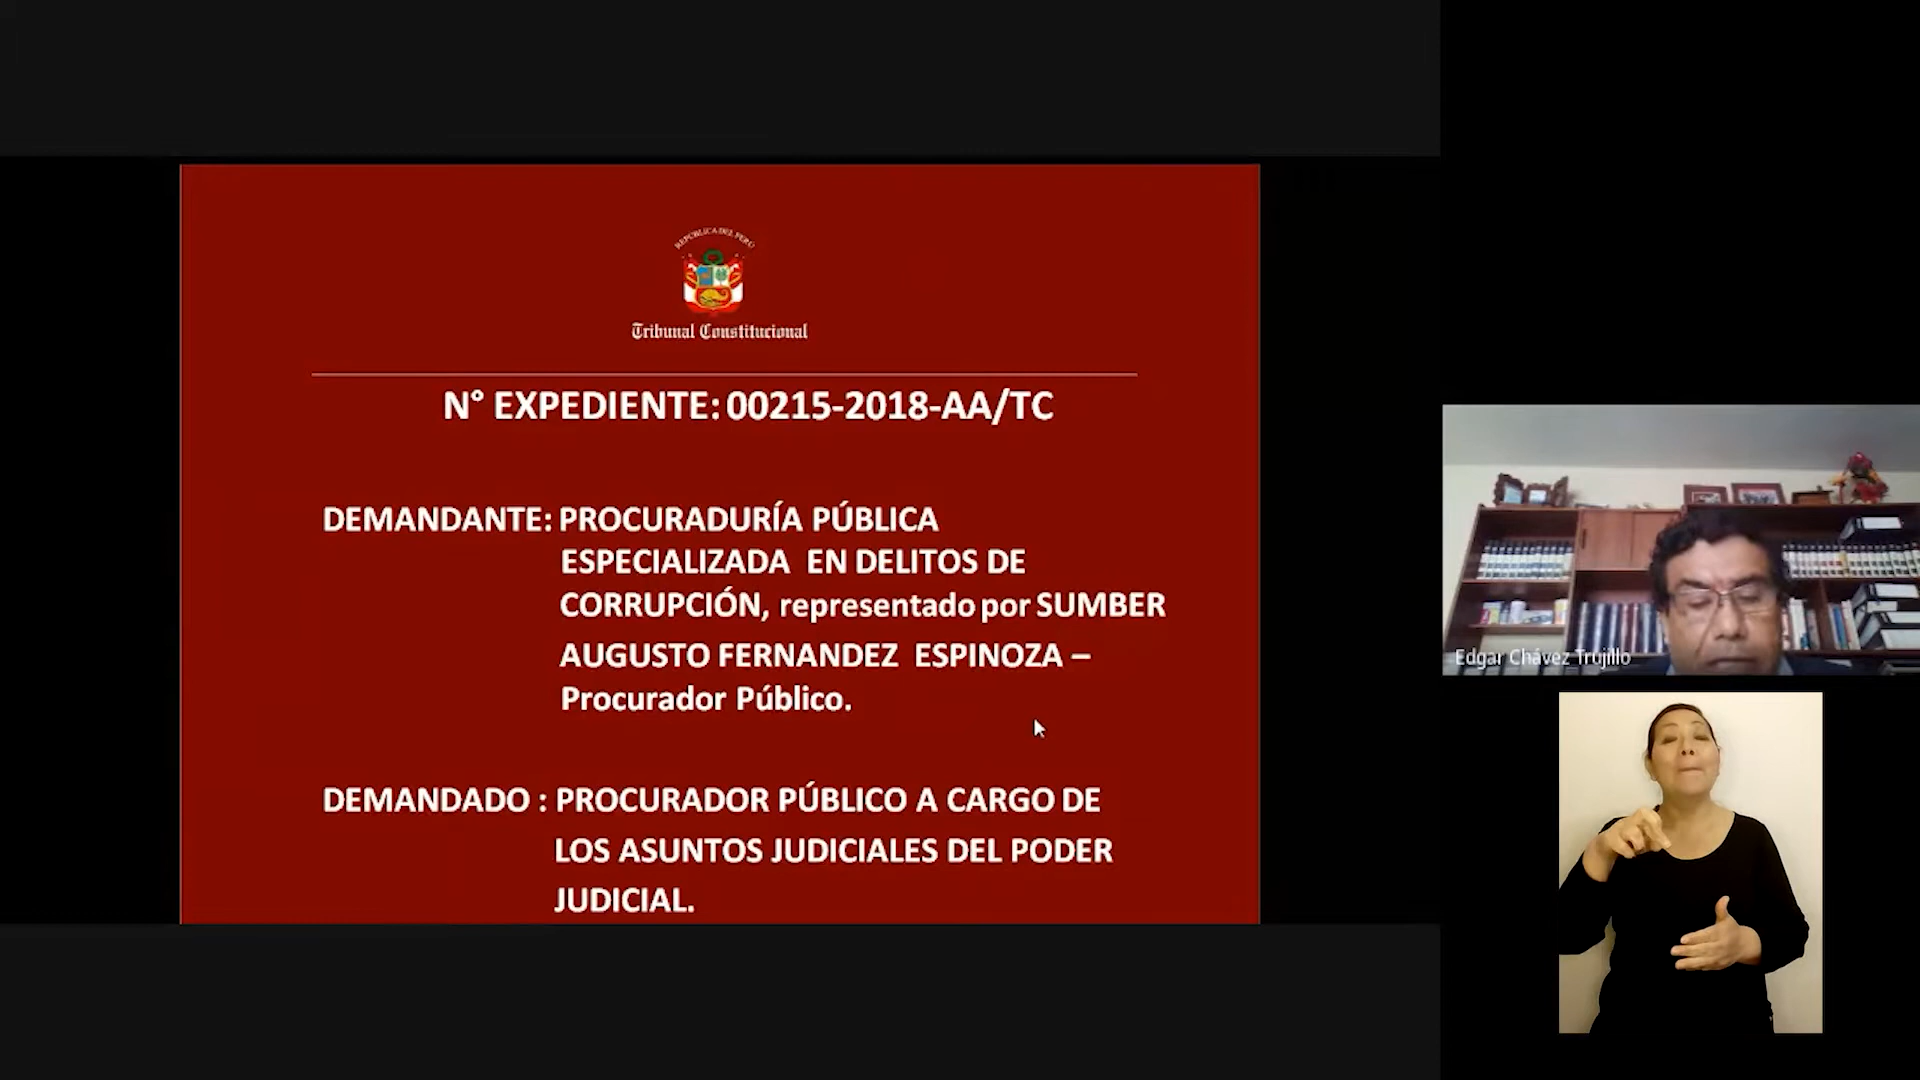 REPÚBLICA DEL PERÚ
Tribunal Constitucional
N° EXPEDIENTE: 00215-2018-AA/TC
DEMANDANTE: PROCURADURÍA PÚBLICA
ESPECIALIZADA EN DELITOS DE
CORRUPCIÓN, representado por SUMBER
AUGUSTO FERNANDEZ ESPINOZA –
Procurador Público.
DEMANDADO : PROCURADOR PÚBLICO A CARGO DE
LOS ASUNTOS JUDICIALES DEL PODER
JUDICIAL.
Edgar Chávez Trujillo